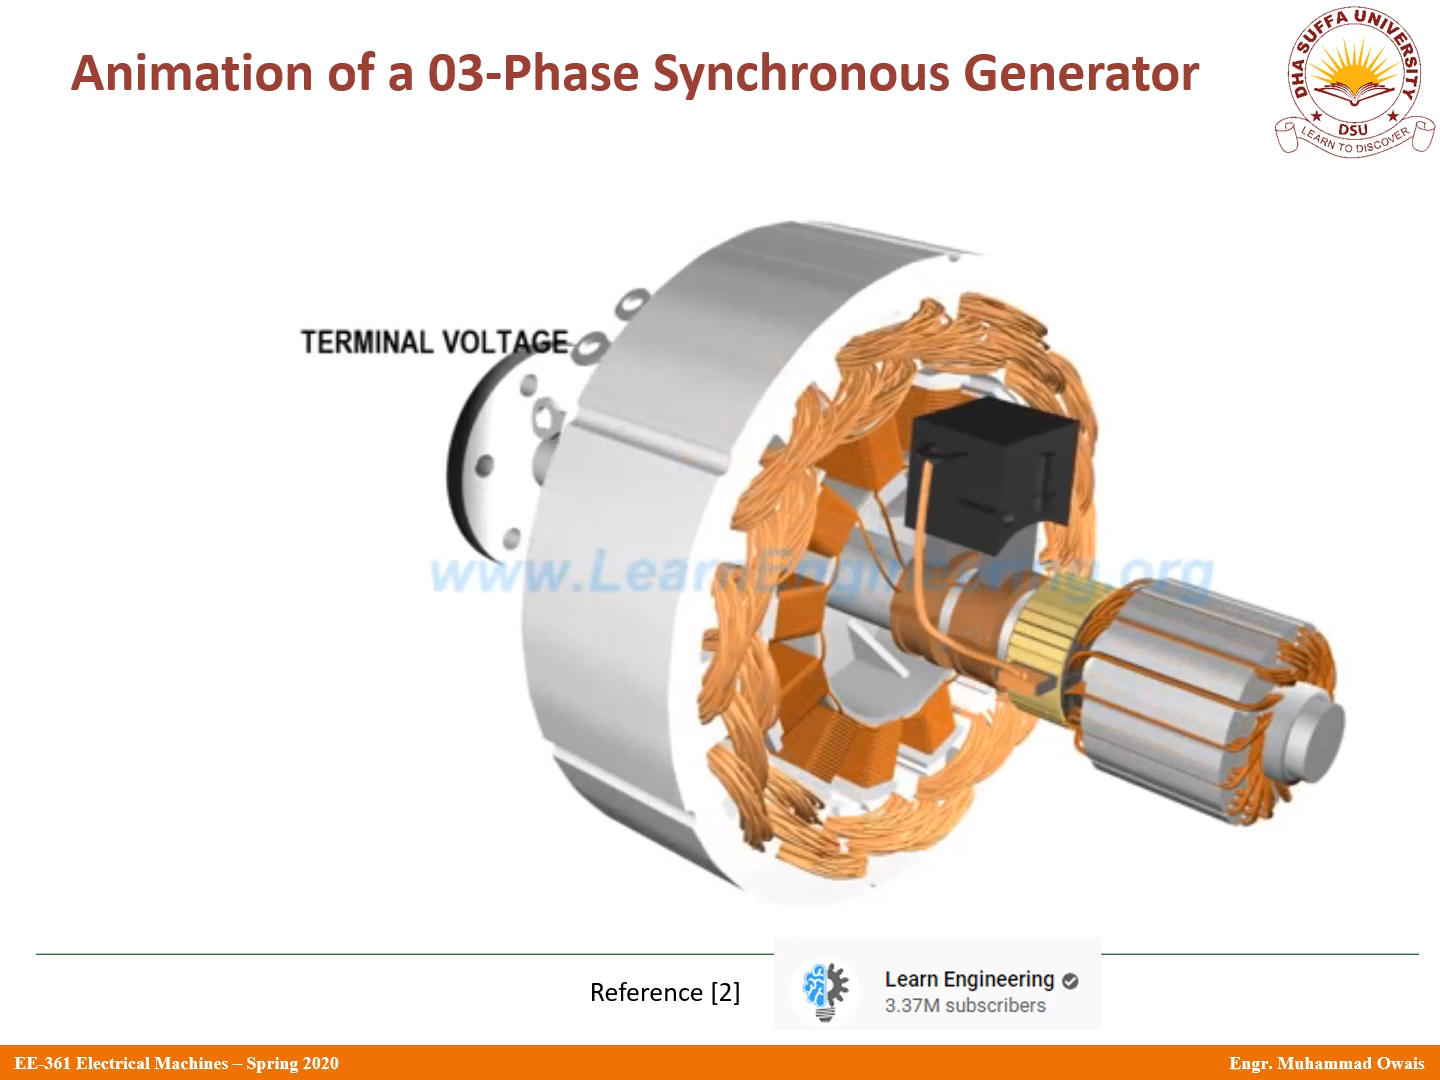 Animation of a 03-Phase Synchronous Generator
DHA SUFFA UNIVERSITY
DSU
LEARN TO DISCOVER
TERMINAL VOLTAGE
www.LearnEngineering.org
Reference [2]
Learn Engineering
3.37M subscribers
EE-361 Electrical Machines – Spring 2020
Engr. Muhammad Owais